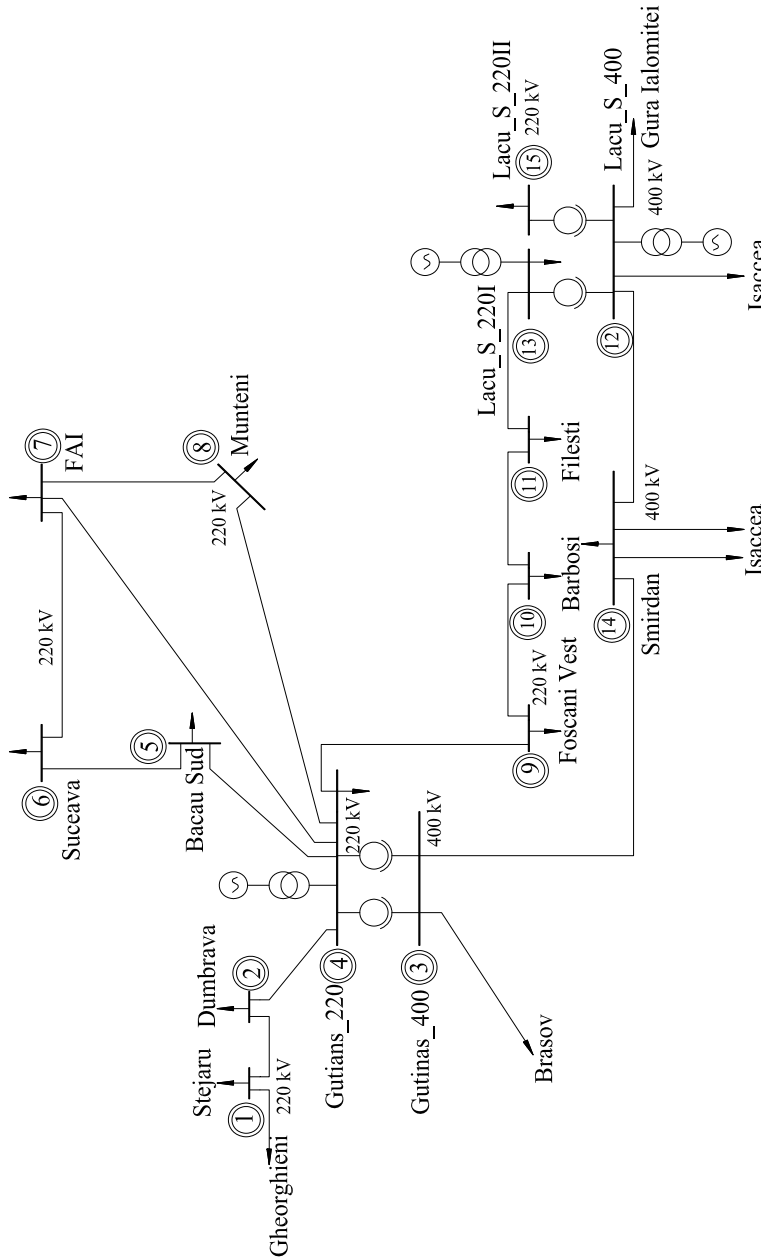 Gheorghieni
1
Stejaru
220 kV
Dumbrava
2
Gutians_220
4
Gutinas_400
3
Brasov
220 kV
400 kV
Suceava
6
Bacau Sud
5
220 kV
7
FAI
8
Munteni
220 kV
9
Foscani Vest
220 kV
10
Barbosi
11
Filesti
Lacu_S_220I
13
Lacu_S_220II
220 kV
15
14
Smirdan
400 kV
Isaccea
12
Lacu_S_400
400 kV
Gura Ialomitei
Isaccea